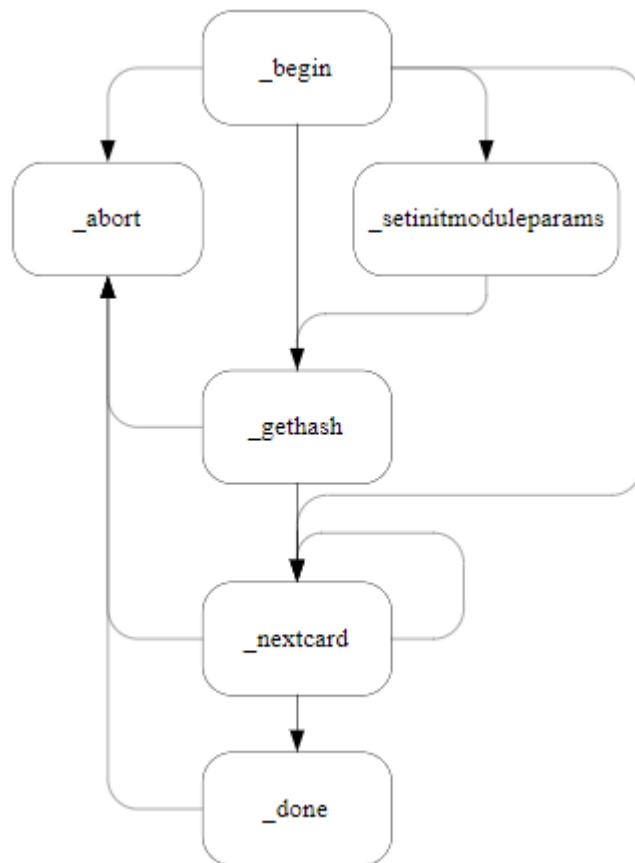 _begin
_abort
_setinitmoduleparams
_gethash
_nextcard
_done